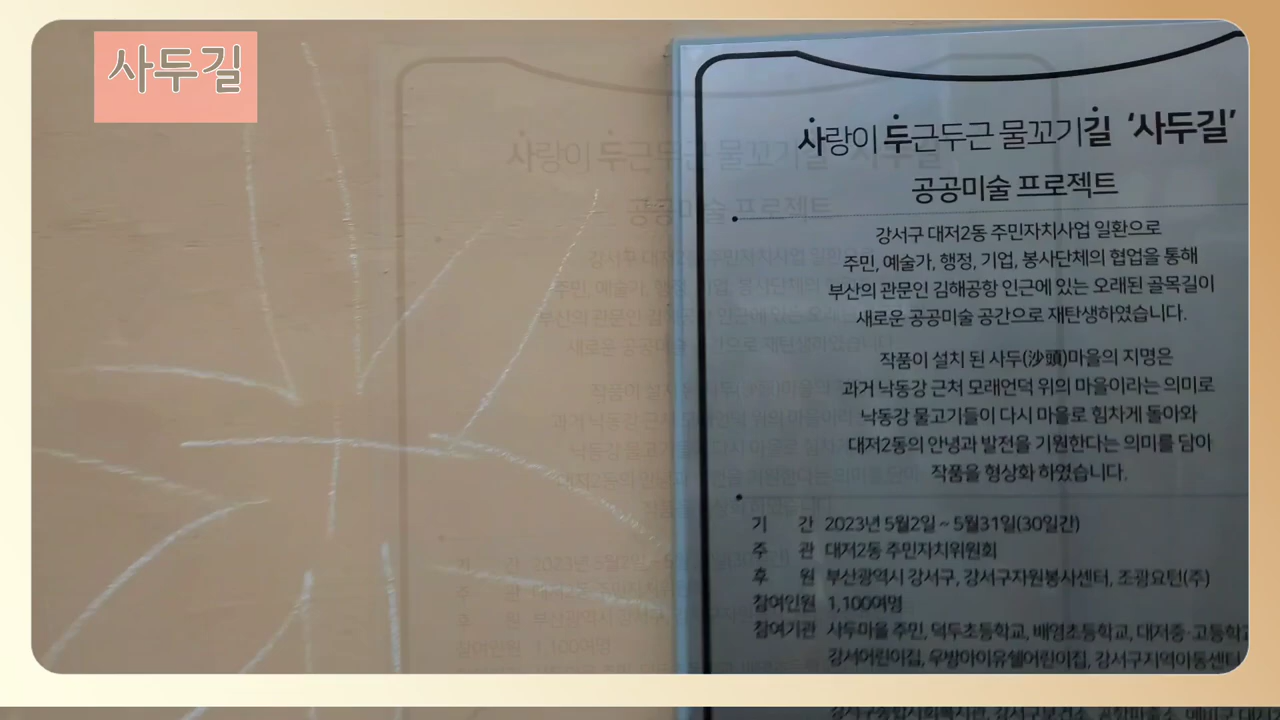 사두길
사랑이 두근두근 물꼬기길 '사두길'
공공미술 프로젝트
강서구 대저2동 주민자치사업 일환으로
주민, 예술가, 행정, 기업, 봉사단체의 협업을 통해
부산의 관문인 김해공항 인근에 있는 오래된 골목길이
새로운 공공미술 공간으로 재탄생하였습니다.
작품이 설치 된 사두(沙頭)마을의 지명은
과거 낙동강 근처 모래언덕 위의 마을이라는 의미로
낙동강 물고기들이 다시 마을로 힘차게 돌아와
대저2동의 안녕과 발전을 기원한다는 의미를 담아
작품을 형상화 하였습니다.
기 간 2023년 5월2일 ~ 5월31일(30일간)
주 관 대저2동 주민자치위원회
후 원 부산광역시 강서구, 강서구자원봉사센터, 조광요턴(주)
참여인원 1,100여명
참여기관 사두마을 주민, 덕두초등학교, 배영초등학교, 대저중·고등학교
강서어린이집, 우방아이유쉘어린이집, 강서구지역아동센터